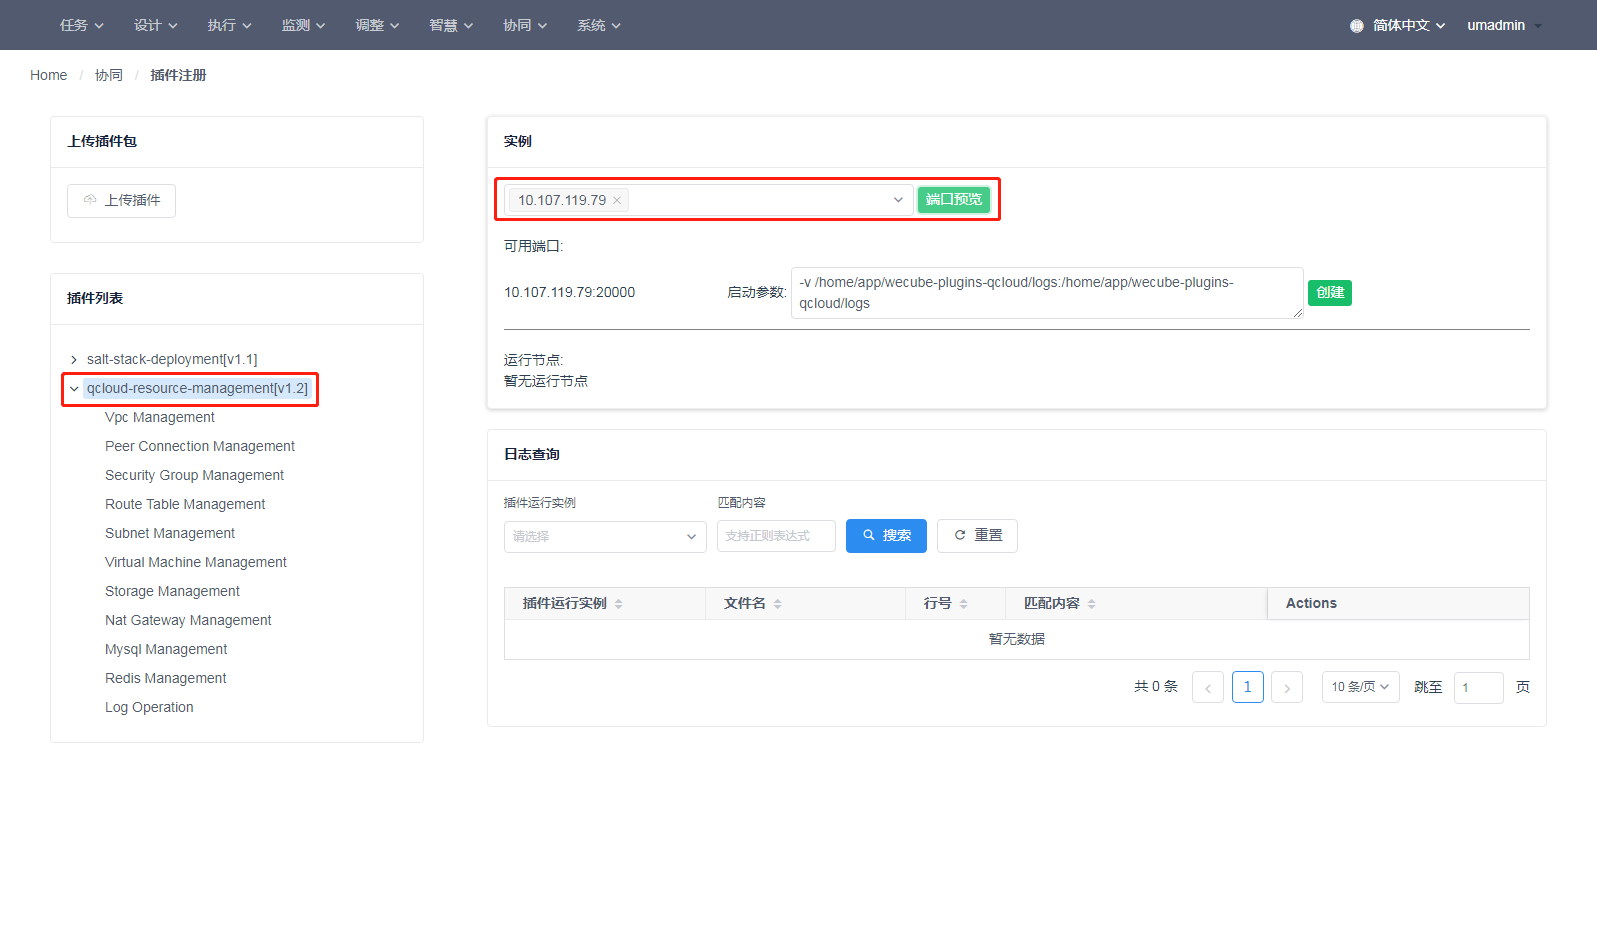 任务 设计 执行 监测 调整 智慧 协同 系统 简体中文 umadmin
Home / 协同 / 插件注册
上传插件包
上传插件
插件列表
salt-stack-deployment[v1.1]
qcloud-resource-management[v1.2]
Vpc Management
Peer Connection Management
Security Group Management
Route Table Management
Subnet Management
Virtual Machine Management
Storage Management
Nat Gateway Management
Mysql Management
Redis Management
Log Operation
实例
10.107.119.79 端口预览
可用端口:
10.107.119.79:20000 启动参数: -v /home/app/wecube-plugins-qcloud/logs:/home/app/wecube-plugins-
qcloud/logs 创建
运行节点:
暂无运行节点
日志查询
插件运行实例 匹配内容
请选择 支持正则表达式 搜索 重置
插件运行实例 文件名 行号 匹配内容 Actions
暂无数据
共 0 条 1 10 条/页 跳至 1 页